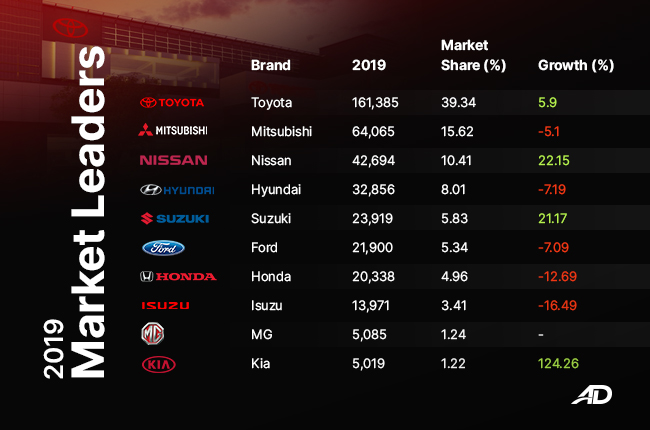 2019
Market Leaders
Brand 2019 Market Share (%) Growth (%)
TOYOTA Toyota 161,385 39.34 5.9
MITSUBISHI Mitsubishi 64,065 15.62 -5.1
NISSAN Nissan 42,694 10.41 22.15
HYUNDAI Hyundai 32,856 8.01 -7.19
SUZUKI Suzuki 23,919 5.83 21.17
Ford Ford 21,900 5.34 -7.09
HONDA Honda 20,338 4.96 -12.69
ISUZU Isuzu 13,971 3.41 -16.49
MG MG 5,085 1.24 -
KIA Kia 5,019 1.22 124.26
AD